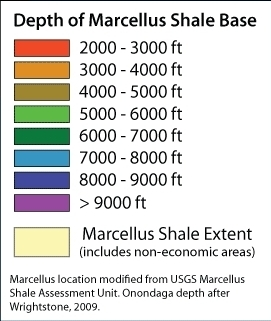 Depth of Marcellus Shale Base
2000 - 3000 ft
3000 - 4000 ft
4000 - 5000 ft
5000 - 6000 ft
6000 - 7000 ft
7000 - 8000 ft
8000 - 9000 ft
> 9000 ft
Marcellus Shale Extent
(includes non-economic areas)
Marcellus location modified from USGS Marcellus
Shale Assessment Unit. Onondaga depth after
Wrightstone, 2009.